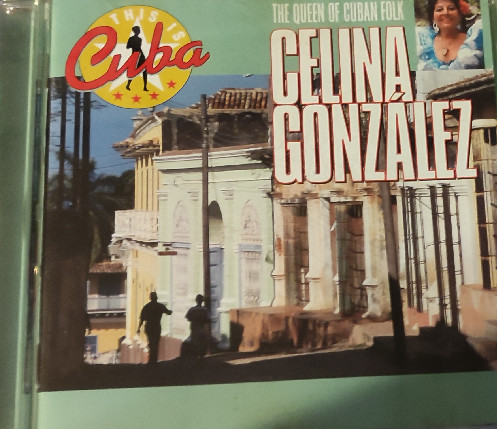 THIS IS
Cuba
THE QUEEN OF CUBAN FOLK
CELINA
GONZÁLEZ